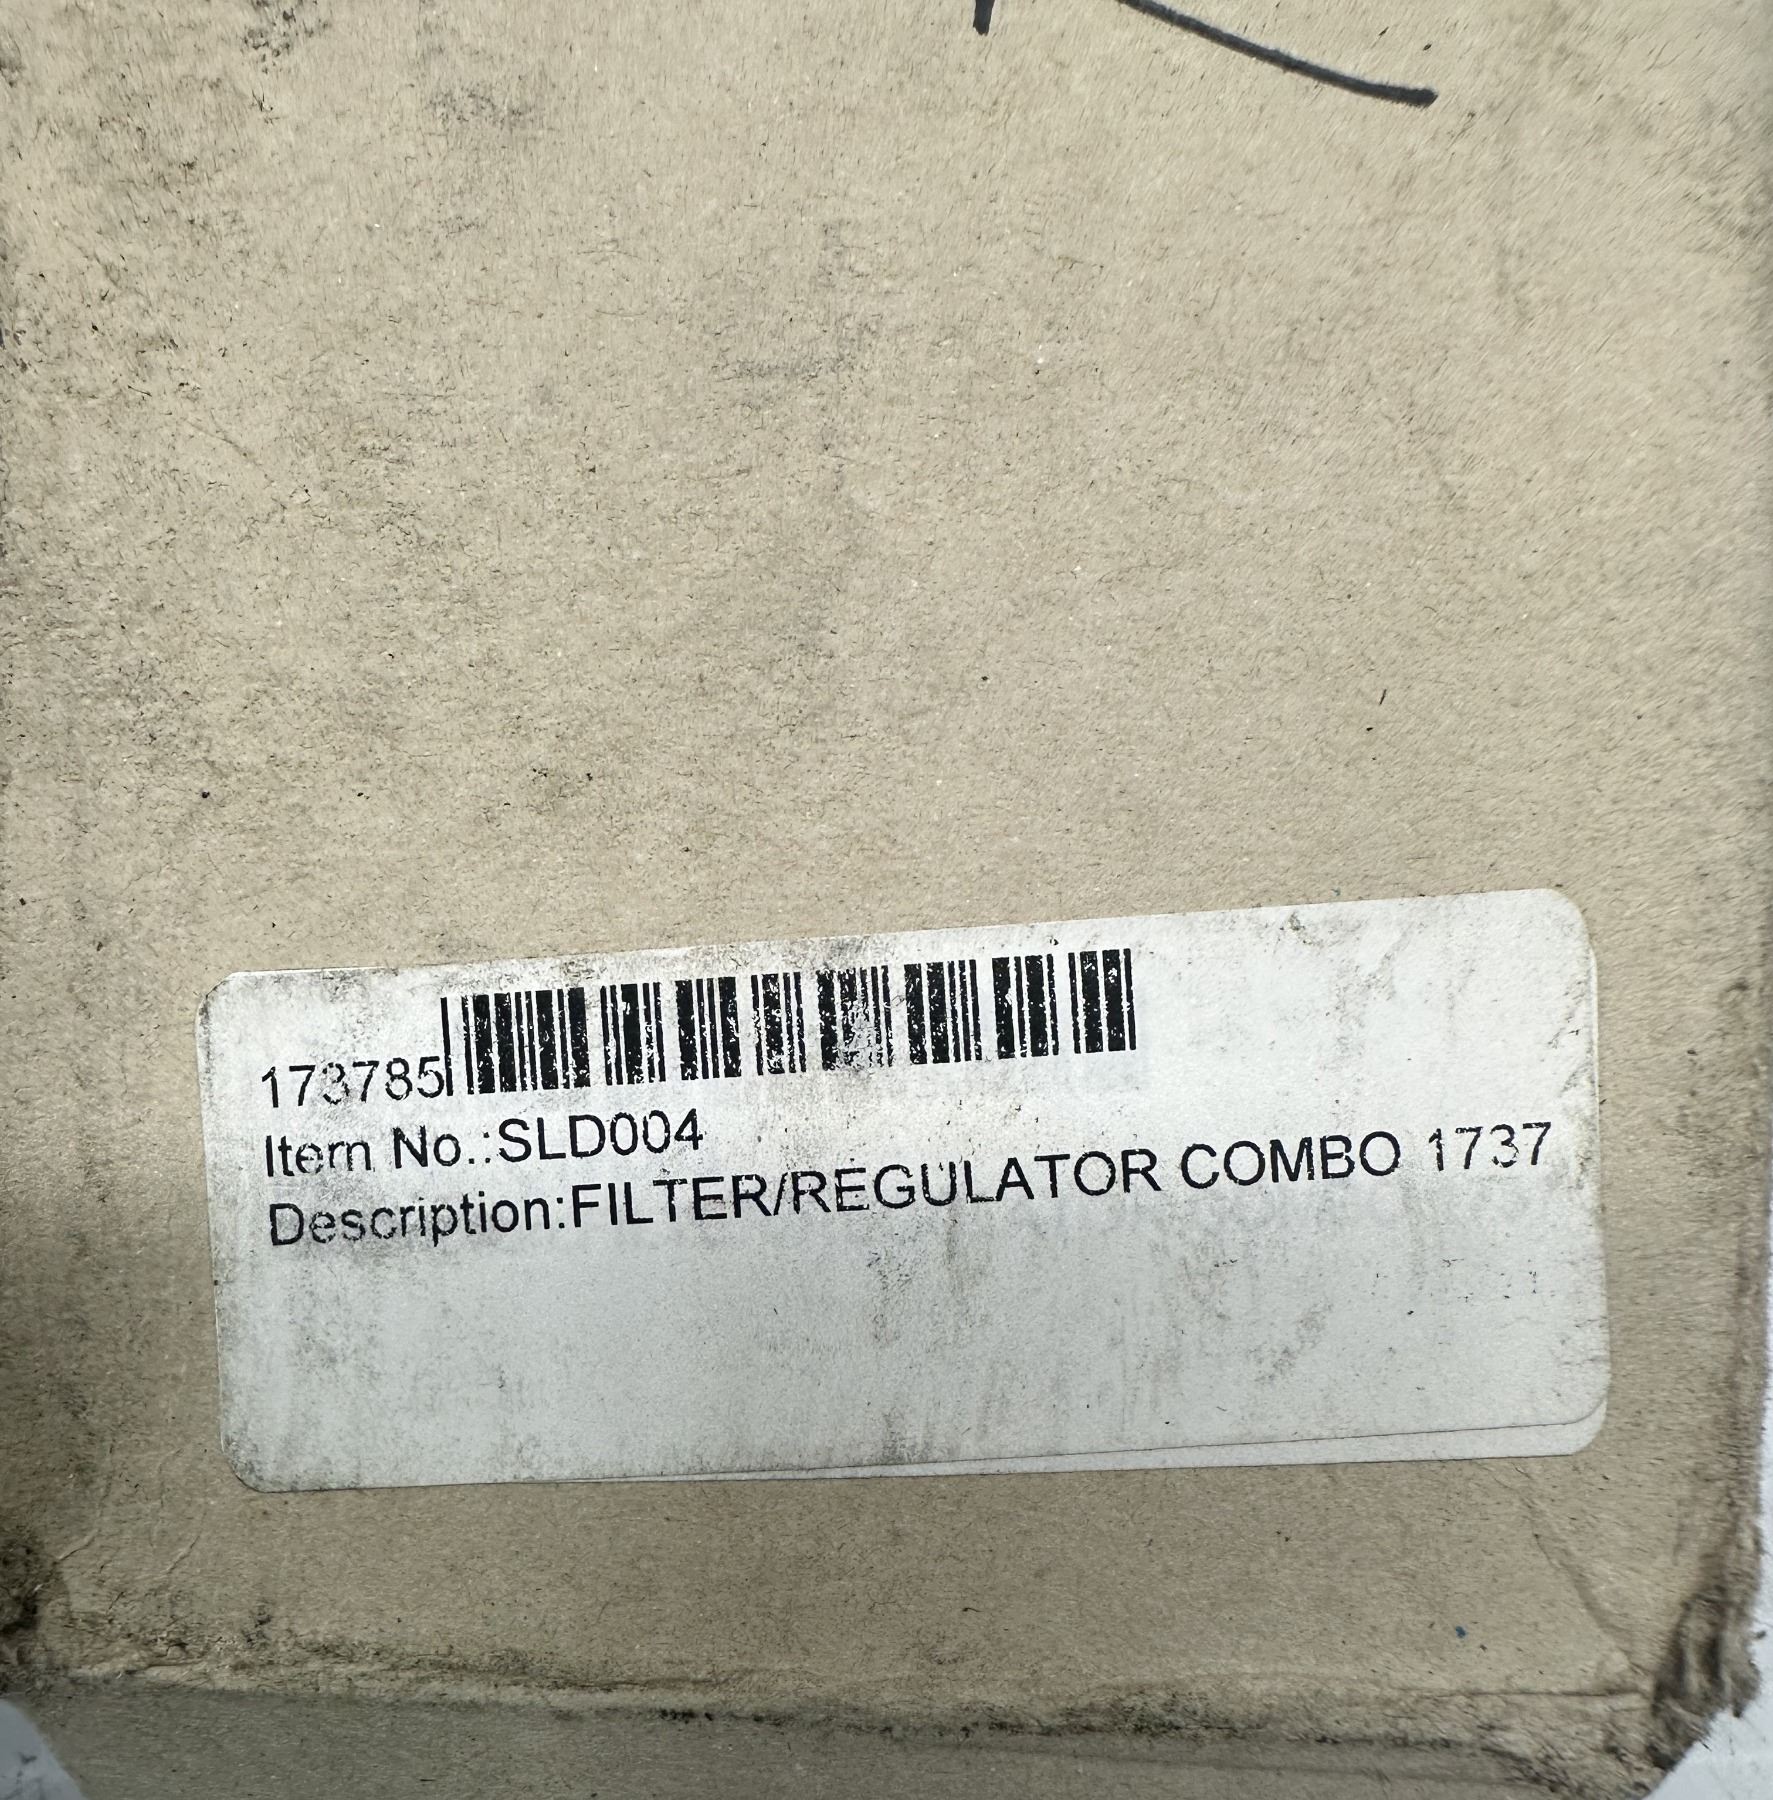 173785
Item No.:SLD004
Description:FILTER/REGULATOR COMBO 1737